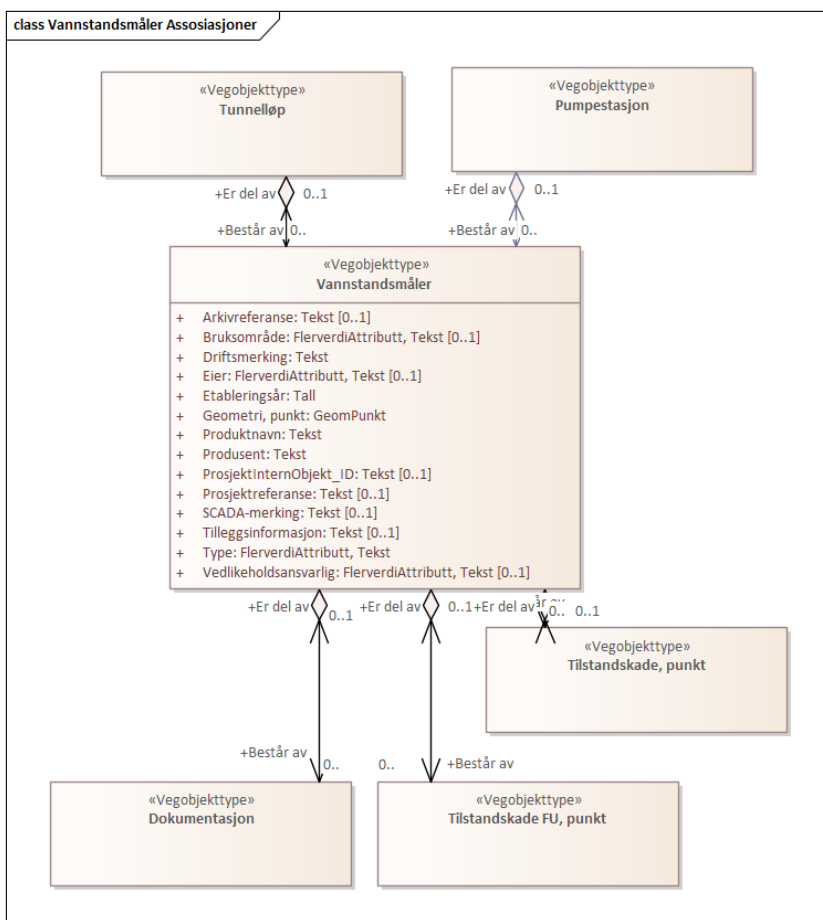 class Vannstandsmåler Assosiasjoner
«Vegobjekttype»
Tunnelløp
«Vegobjekttype»
Pumpestasjon
+Er del av 0..1
+Er del av 0..1
+Består av 0..
+Består av 0..
«Vegobjekttype»
Vannstandsmåler
+ Arkivreferanse: Tekst [0..1]
+ Bruksområde: FlerverdiAttributt, Tekst [0..1]
+ Driftsmerking: Tekst
+ Eier: FlerverdiAttributt, Tekst [0..1]
+ Etableringsår: Tall
+ Geometri, punkt: GeomPunkt
+ Produktnavn: Tekst
+ Produsent: Tekst
+ ProsjektInternObjekt_ID: Tekst [0..1]
+ Prosjektreferanse: Tekst [0..1]
+ SCADA-merking: Tekst [0..1]
+ Tilleggsinformasjon: Tekst [0..1]
+ Type: FlerverdiAttributt, Tekst
+ Vedlikeholdsansvarlig: FlerverdiAttributt, Tekst [0..1]
+Er del av 0..1
+Er del av 0..1
+Er del av 0..1
0..
«Vegobjekttype»
Tilstandskade, punkt
+Består av 0..
0.. +Består av
«Vegobjekttype»
Dokumentasjon
«Vegobjekttype»
Tilstandskade FU, punkt